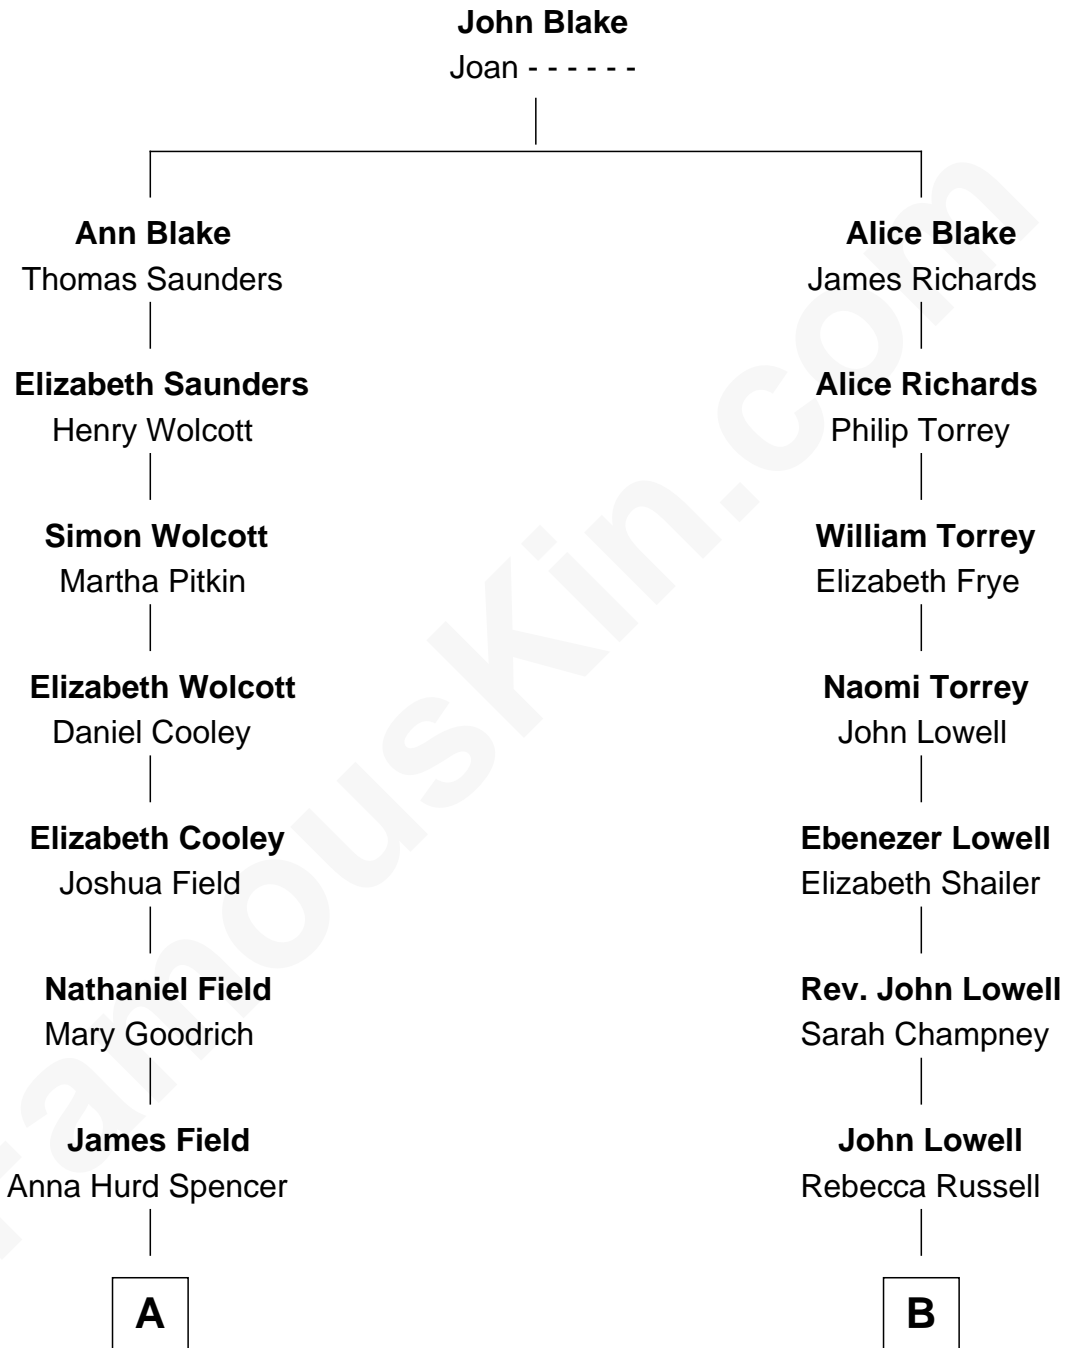 John Blake
Joan - - - - - -
Ann Blake
Thomas Saunders
Alice Blake
James Richards
Elizabeth Saunders
Henry Wolcott
Alice Richards
Philip Torrey
Simon Wolcott
Martha Pitkin
William Torrey
Elizabeth Frye
Elizabeth Wolcott
Daniel Cooley
Naomi Torrey
John Lowell
Elizabeth Cooley
Joshua Field
Ebenezer Lowell
Elizabeth Shailer
Nathaniel Field
Mary Goodrich
Rev. John Lowell
Sarah Champney
James Field
Anna Hurd Spencer
John Lowell
Rebecca Russell
A
B
FamousKin.com